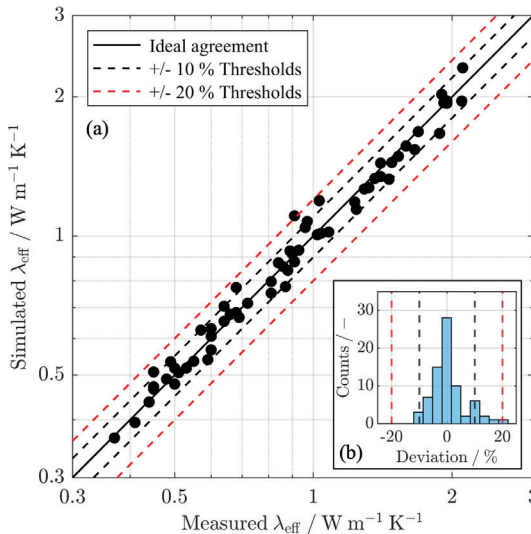 3
2
1
0.5
0.3
Simulated λeff / W m−1 K−1
Ideal agreement
+/- 10 % Thresholds
+/- 20 % Thresholds
(a)
30
20
10
0
Counts / –
-20
0
20
(b)
Deviation / %
0.3
0.5
1
2
3
Measured λeff / W m−1 K−1